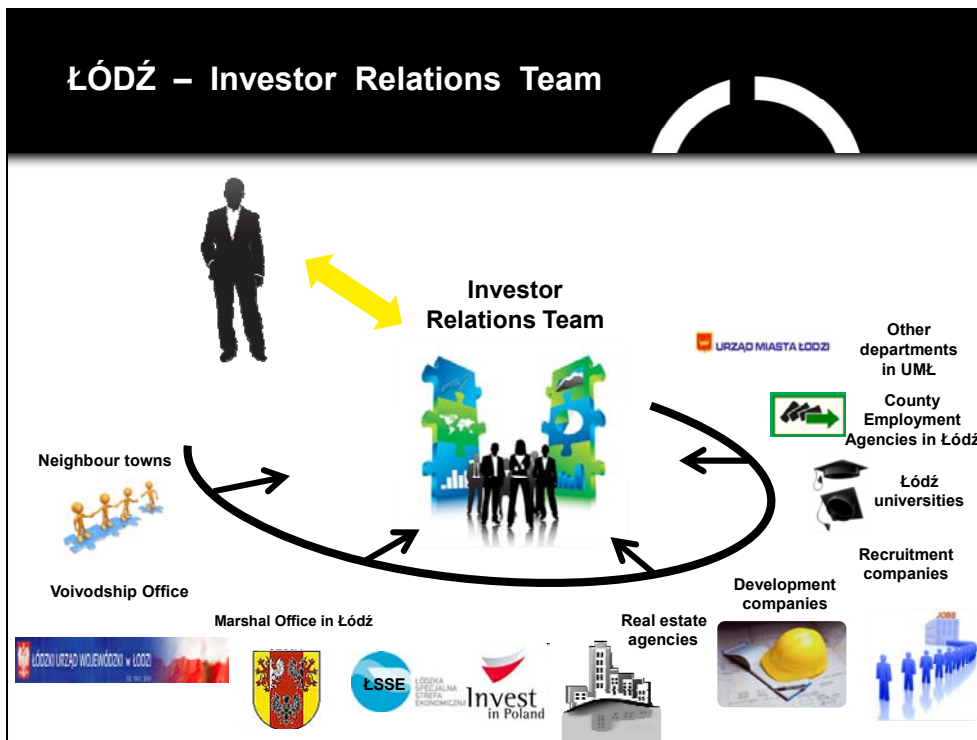 ŁÓDŹ – Investor Relations Team
Investor
Relations Team
URZĄD MIASTA ŁODZI
Other
departments
in UMŁ
County
Employment
Agencies in Łódź
Łódź
universities
Recruitment
companies
JOBS
Development
companies
Real estate
agencies
Neighbour towns
Voivodship Office
Marshal Office in Łódź
ŁÓDZKI URZĄD WOJEWÓDZKI w ŁODZI
ŁSSE
ŁÓDZKA
SPECJALNA
STREFA
EKONOMICZNA
Invest
in Poland